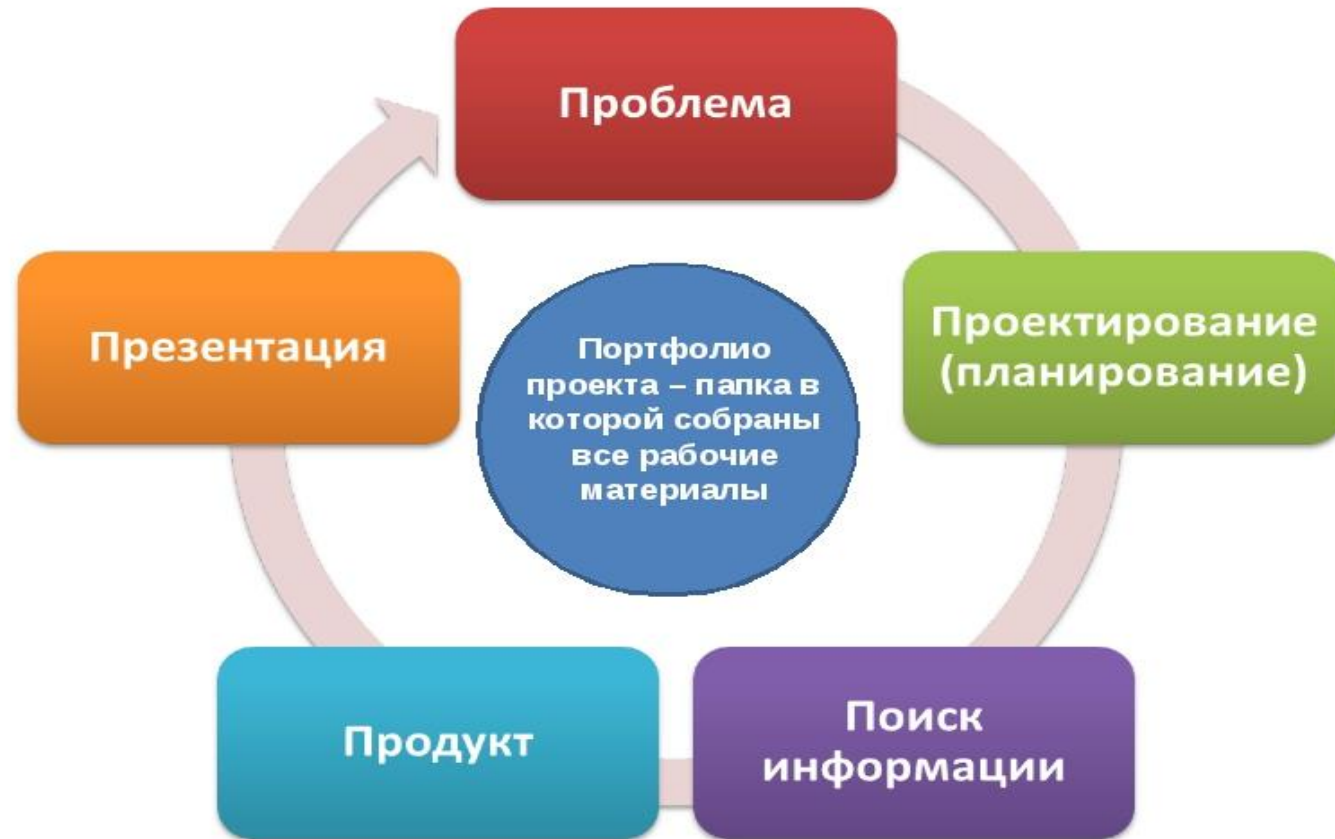 Проблема
Проектирование
(планирование)
Поиск
информации
Продукт
Презентация
Портфолио
проекта – папка в
которой собраны
все рабочие
материалы